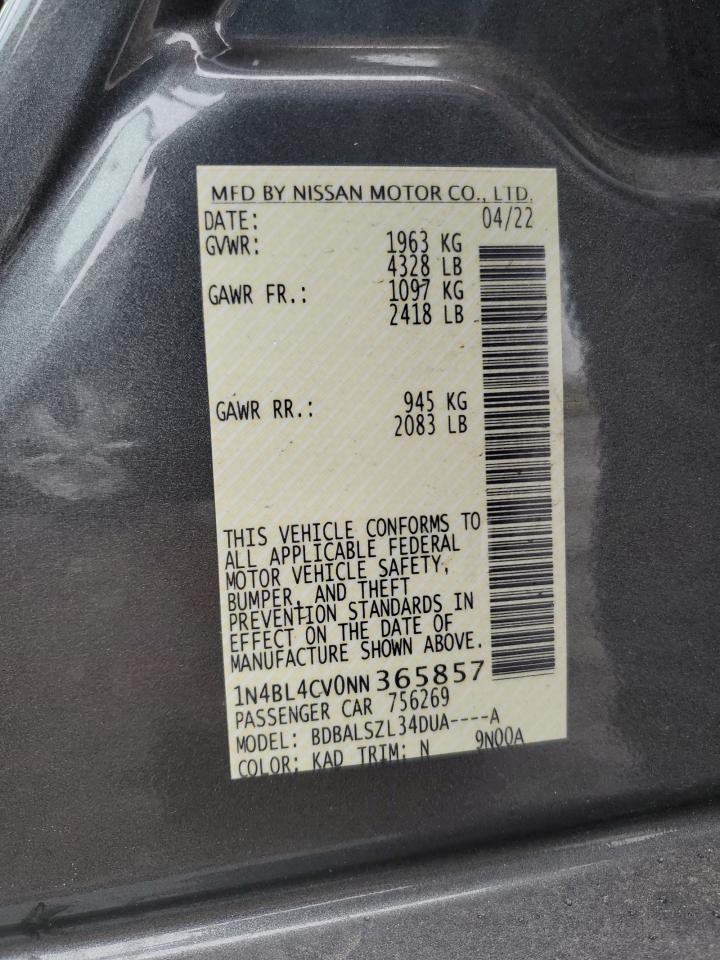 MFD BY NISSAN MOTOR CO., LTD.
DATE: 04/22
GVWR: 1963 KG
4328 LB
GAWR FR.: 1097 KG
2418 LB
GAWR RR.: 945 KG
2083 LB
THIS VEHICLE CONFORMS TO
ALL APPLICABLE FEDERAL
MOTOR VEHICLE SAFETY,
BUMPER, AND THEFT
PREVENTION STANDARDS IN
EFFECT ON THE DATE OF
MANUFACTURE SHOWN ABOVE.
1N4BL4CV0NN365857
PASSENGER CAR 756269
MODEL: BDBALSZL34DUA----A
COLOR: KAD TRIM: N 9N00A